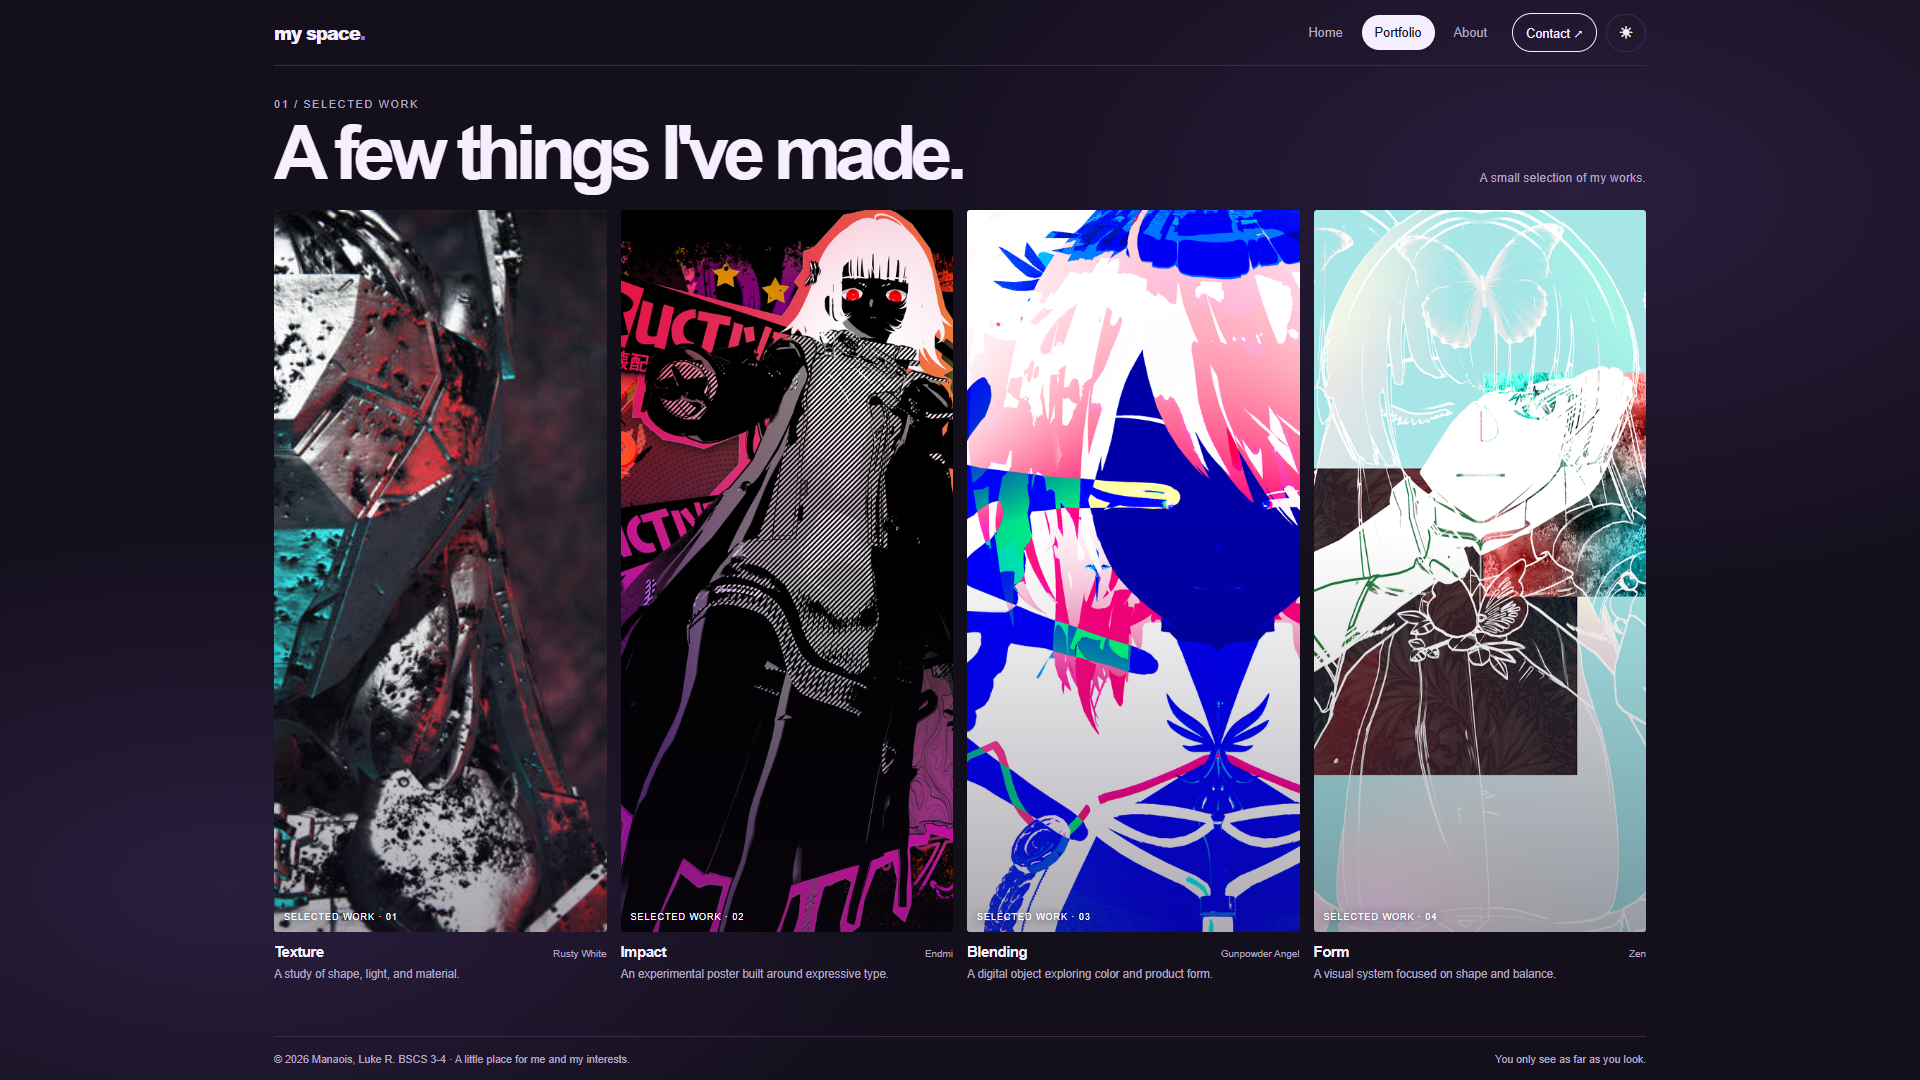 my space.
Home
Portfolio
About
Contact ↗
01 / SELECTED WORK
A few things I've made.
A small selection of my works.
SELECTED WORK · 01
SELECTED WORK · 02
SELECTED WORK · 03
SELECTED WORK · 04
Texture
Rusty White
A study of shape, light, and material.
Impact
Endmi
An experimental poster built around expressive type.
Blending
Gunpowder Angel
A digital object exploring color and product form.
Form
Zen
A visual system focused on shape and balance.
© 2026 Manaois, Luke R. BSCS 3-4 · A little place for me and my interests.
You only see as far as you look.